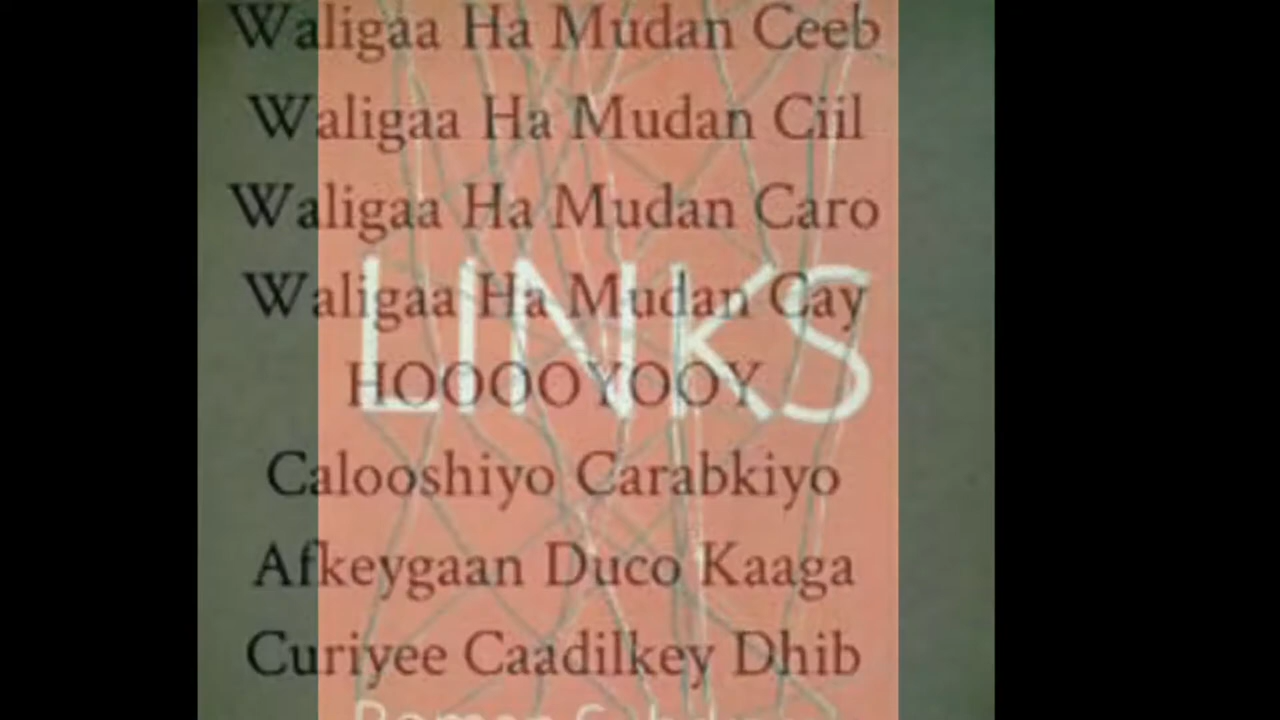 Waligaa Ha Mudan Ceeb
Waligaa Ha Mudan Ciil
Waligaa Ha Mudan Caro
Waligaa Ha Mudan Cay
LINKS
HOOOOYOOY
Calooshiyo Carabkiyo
Afkeygaan Duco Kaaga
Curiyee Caadilkey Dhib